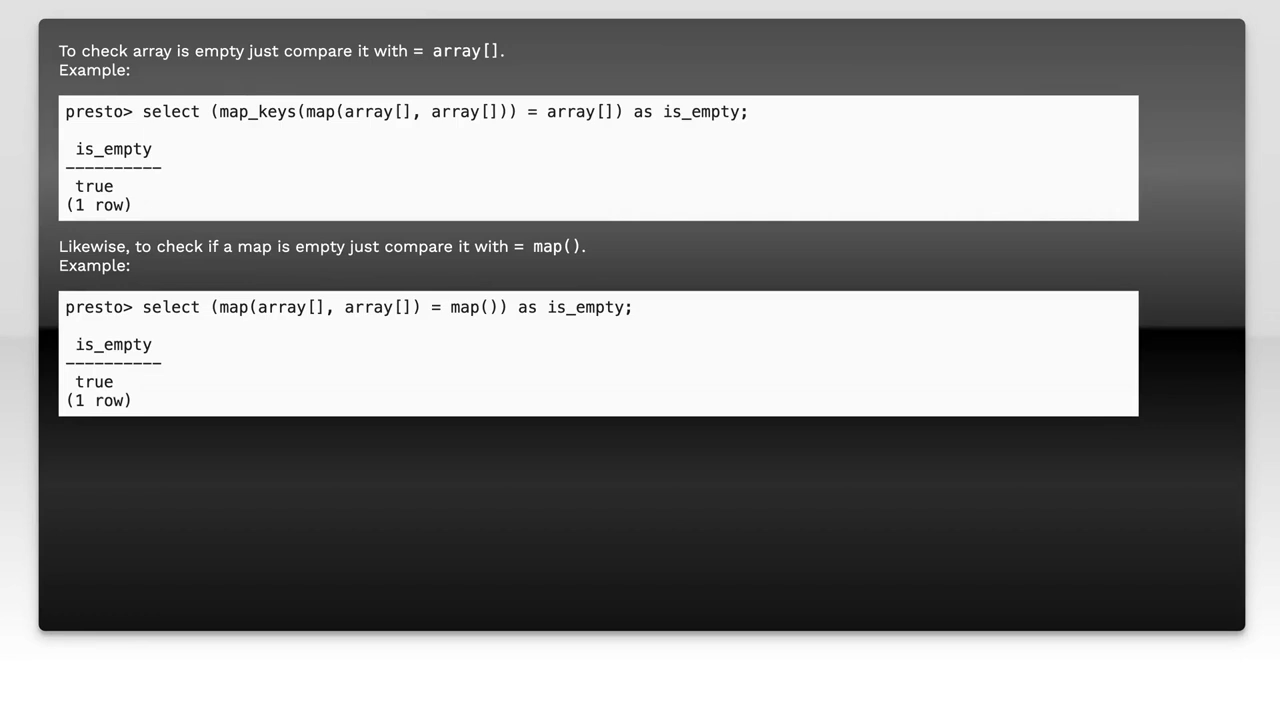 To check array is empty just compare it with = array[].
Example:
presto> select (map_keys(map(array[], array[])) = array[]) as is_empty;
is_empty
----------
true
(1 row)
Likewise, to check if a map is empty just compare it with = map().
Example:
presto> select (map(array[], array[]) = map()) as is_empty;
is_empty
----------
true
(1 row)